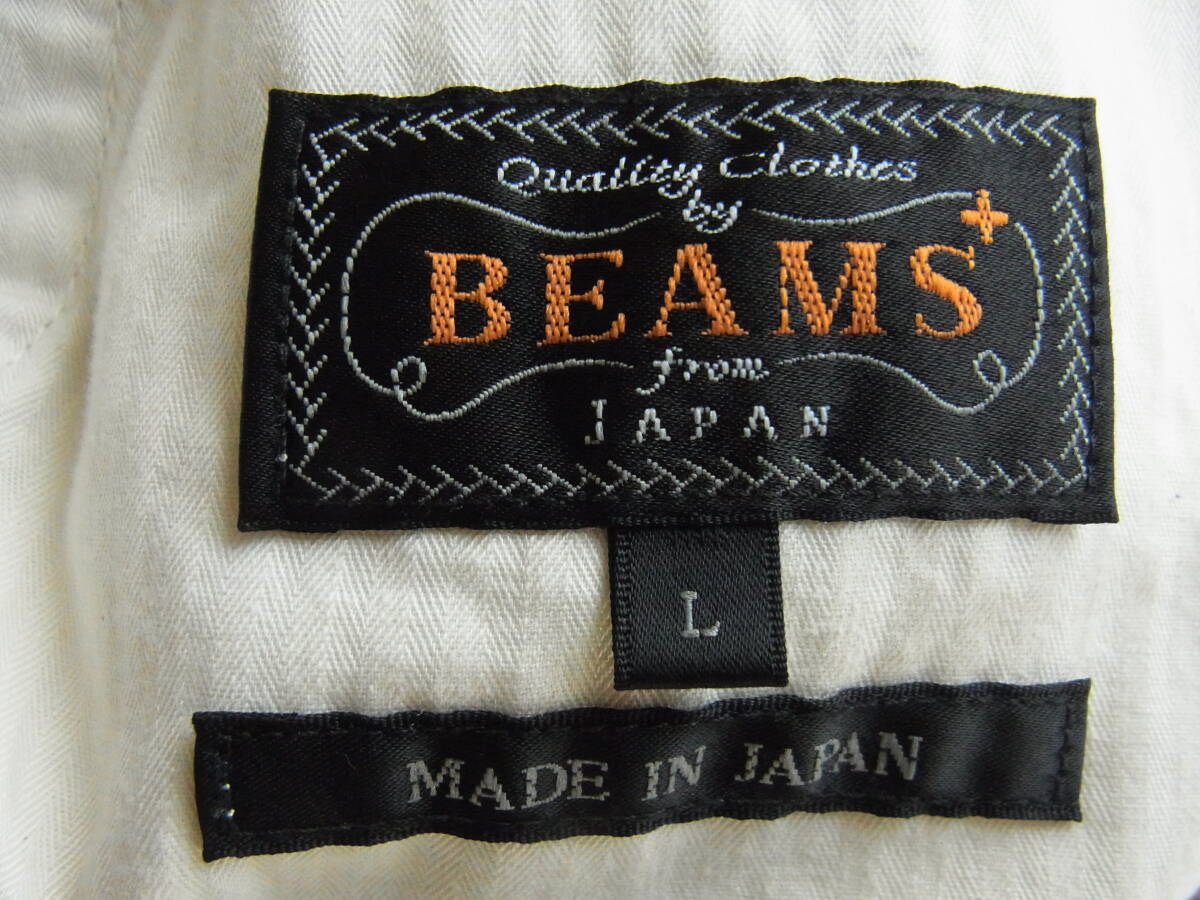 Quality Clothes
by
BEAMS+
from
JAPAN
L
MADE IN JAPAN